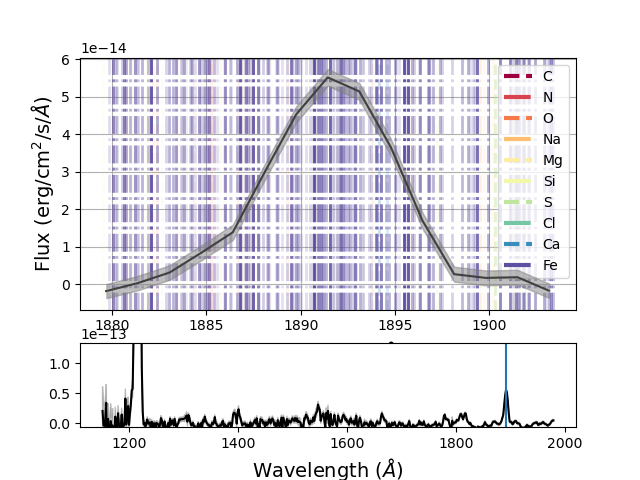 1e−14
6
5
4
3
2
1
0
Flux (erg/cm²/s/Å)
C
N
O
Na
Mg
Si
S
Cl
Ca
Fe
1880 1885 1890 1895 1900
1e−13
1.0
0.5
0.0
1200 1400 1600 1800 2000
Wavelength (Å)